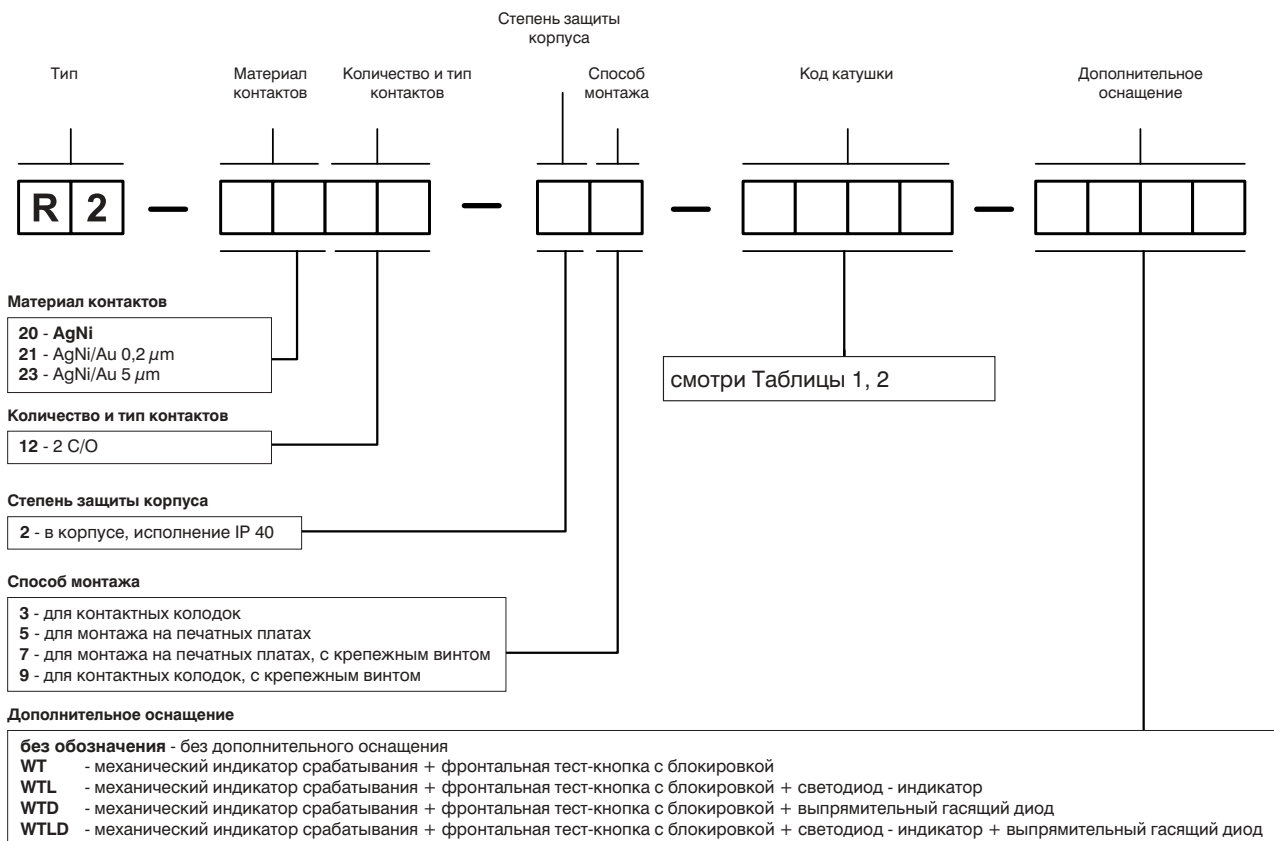 Степень защиты
корпуса
Тип
Материал
контактов
Количество и тип
контактов
Способ
монтажа
Код катушки
Дополнительное
оснащение
R 2 — — — —
Материал контактов
20 - AgNi
21 - AgNi/Au 0,2 μm
23 - AgNi/Au 5 μm
смотри Таблицы 1, 2
Количество и тип контактов
12 - 2 C/O
Степень защиты корпуса
2 - в корпусе, исполнение IP 40
Способ монтажа
3 - для контактных колодок
5 - для монтажа на печатных платах
7 - для монтажа на печатных платах, с крепежным винтом
9 - для контактных колодок, с крепежным винтом
Дополнительное оснащение
без обозначения - без дополнительного оснащения
WT - механический индикатор срабатывания + фронтальная тест-кнопка с блокировкой
WTL - механический индикатор срабатывания + фронтальная тест-кнопка с блокировкой + светодиод - индикатор
WTD - механический индикатор срабатывания + фронтальная тест-кнопка с блокировкой + выпрямительный гасящий диод
WTLD - механический индикатор срабатывания + фронтальная тест-кнопка с блокировкой + светодиод - индикатор + выпрямительный гасящий диод